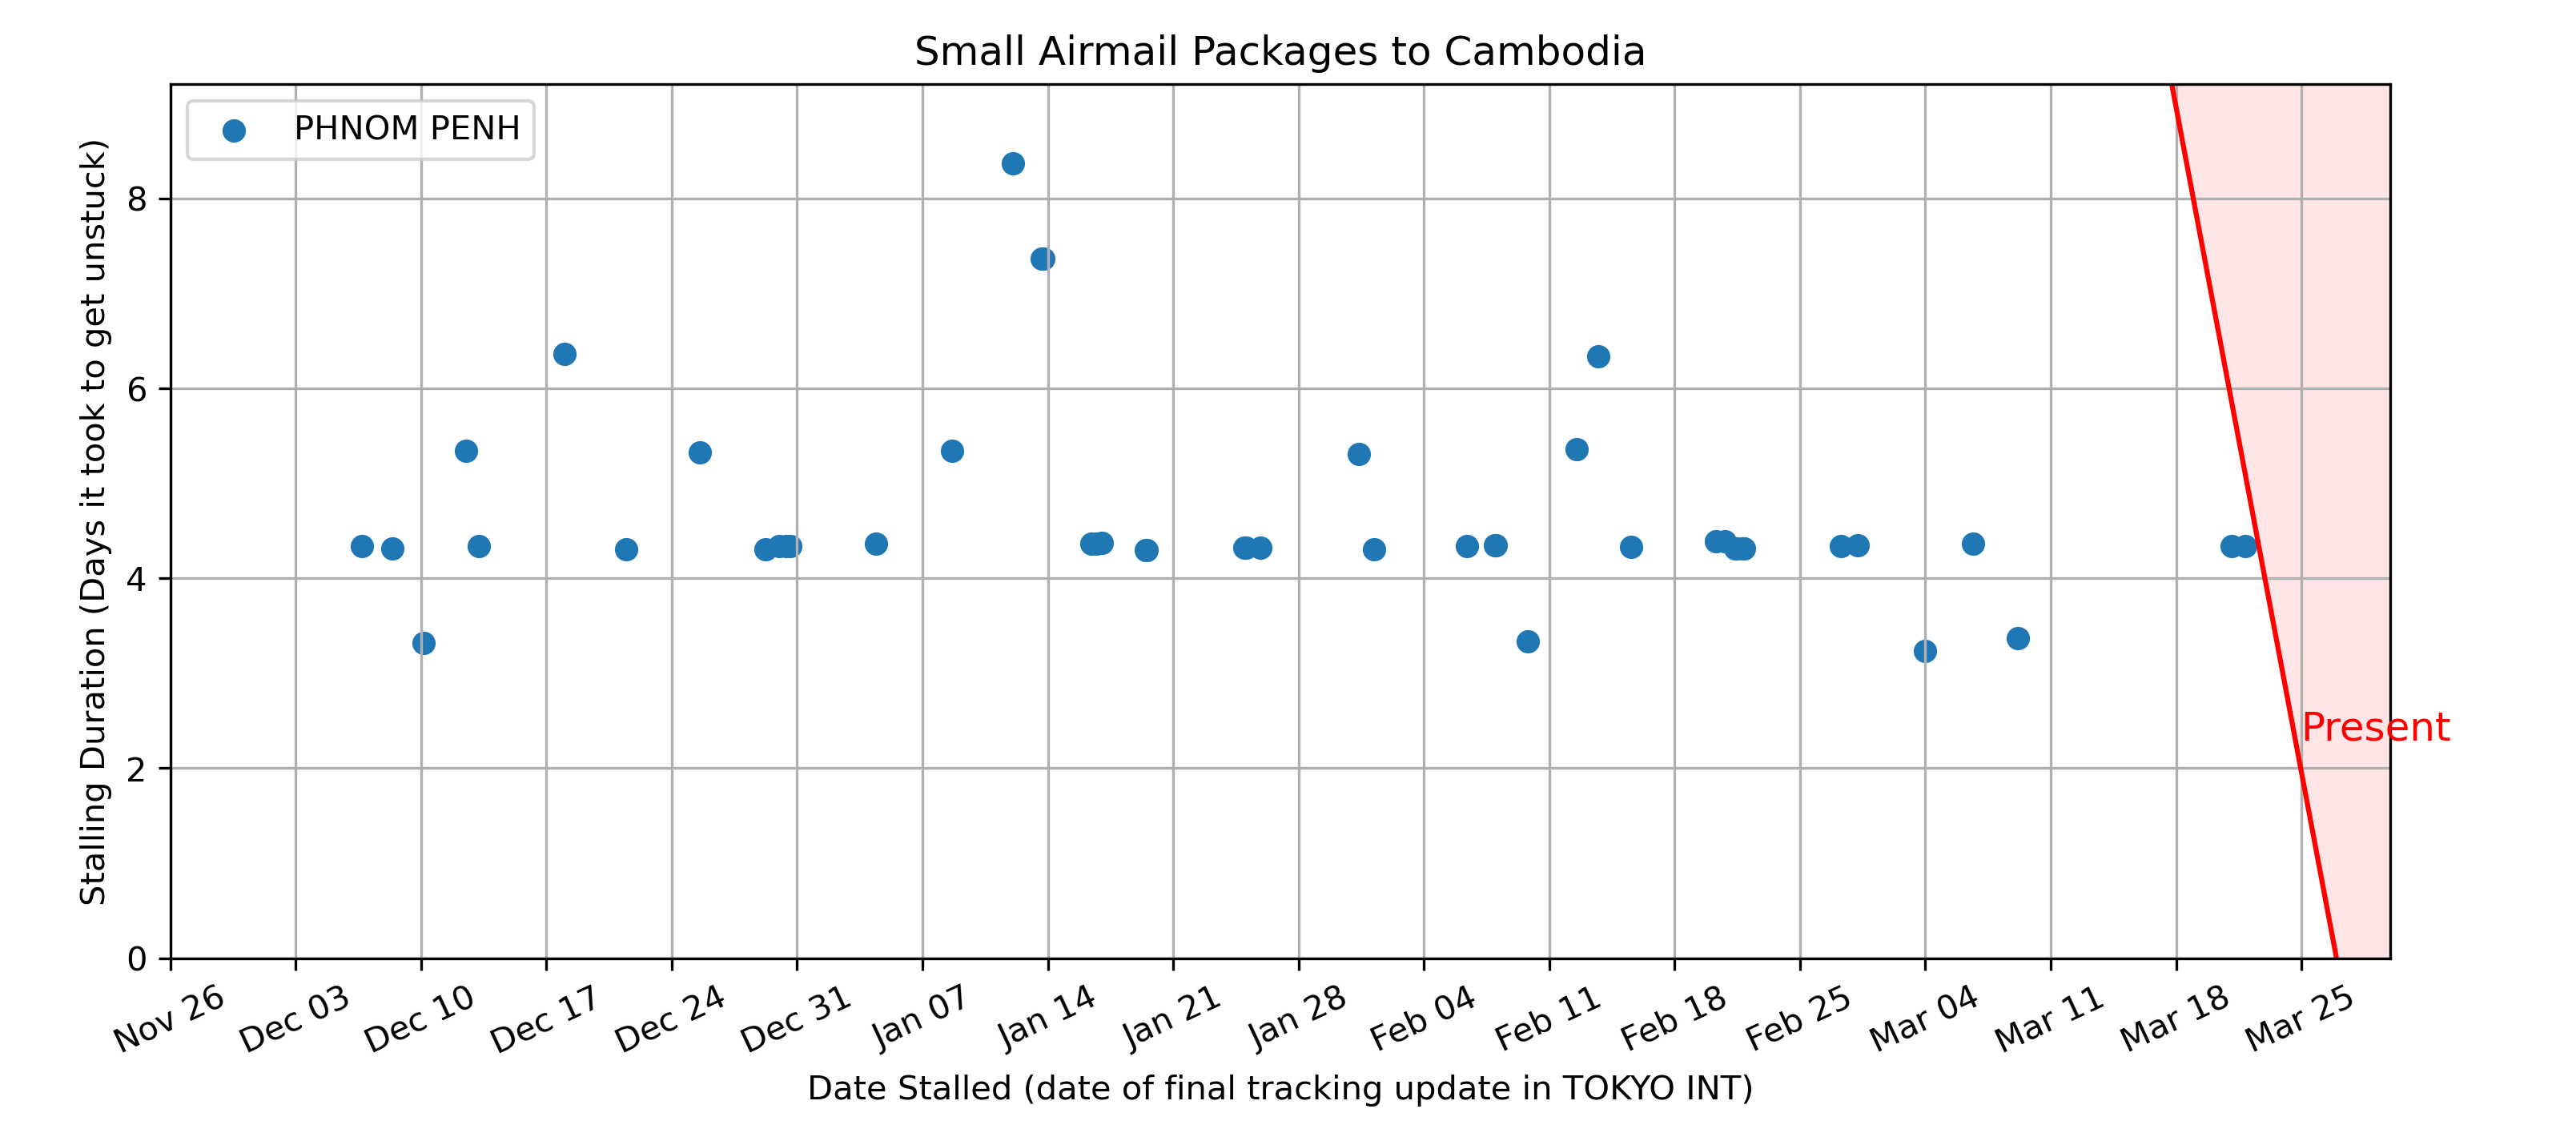 Small Airmail Packages to Cambodia
PHNOM PENH
Stalling Duration (Days it took to get unstuck)
8
6
4
2
0
Present
Nov 26
Dec 03
Dec 10
Dec 17
Dec 24
Dec 31
Jan 07
Jan 14
Jan 21
Jan 28
Feb 04
Feb 11
Feb 18
Feb 25
Mar 04
Mar 11
Mar 18
Mar 25
Date Stalled (date of final tracking update in TOKYO INT)